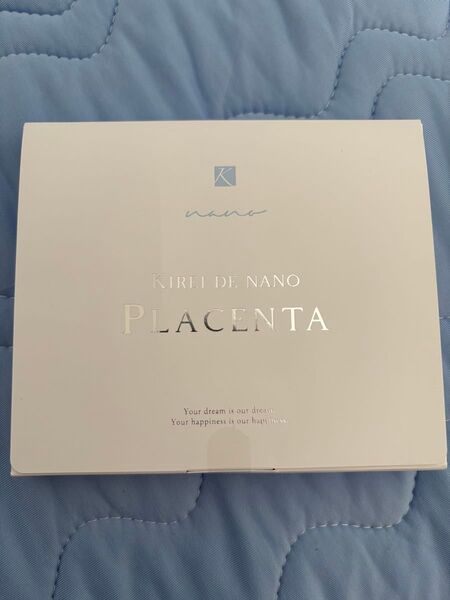 K
nano
KIREI DE NANO
PLACENTA
Your dream is our dream.
Your happiness is our happiness.